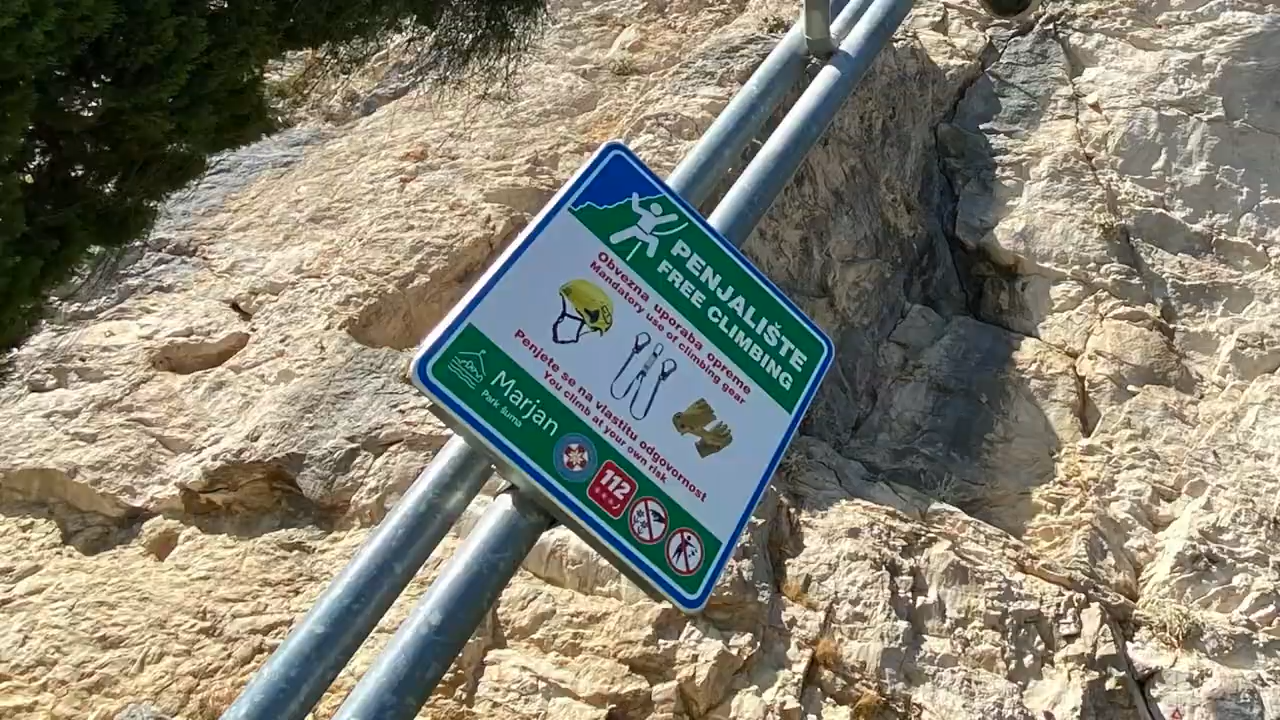 PENJALIŠTE
FREE CLIMBING
Obvezna uporaba opreme
Mandatory use of climbing gear
Penjete se na vlastitu odgovornost
You climb at your own risk
Marjan
Park šuma
112